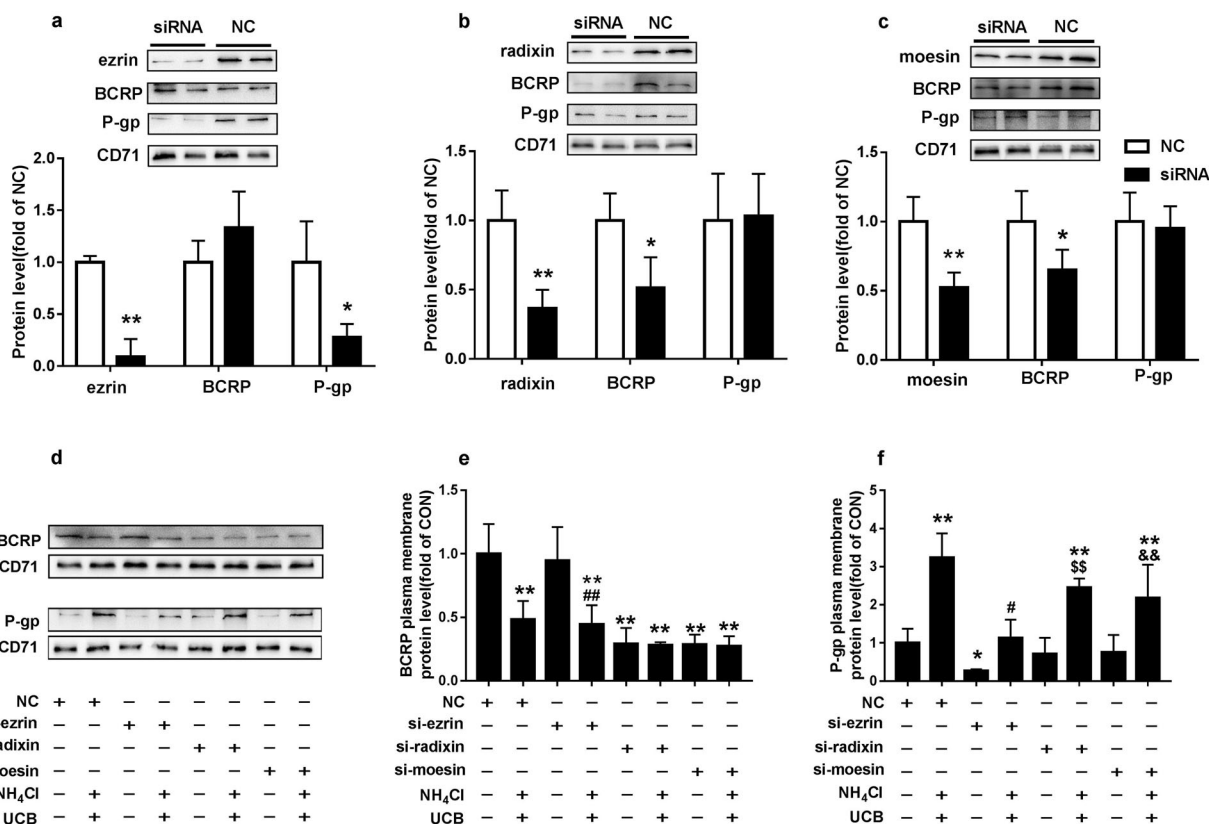 a
siRNA NC
ezrin
BCRP
P-gp
CD71
Protein level(fold of NC)
2.0
1.5
1.0
0.5
0.0
**
*
ezrin BCRP P-gp
b
siRNA NC
radixin
BCRP
P-gp
CD71
Protein level(fold of NC)
1.5
1.0
0.5
0.0
**
*
radixin BCRP P-gp
c
siRNA NC
moesin
BCRP
P-gp
CD71
NC
siRNA
Protein level(fold of NC)
1.5
1.0
0.5
0.0
**
*
moesin BCRP P-gp
d
BCRP
CD71
P-gp
CD71
NC + + − − − − − −
ezrin − − + + − − − −
adixin − − − − + + − −
moesin − − − − − − + +
NH4Cl − + − + − + − +
UCB − + − + − + − +
e
BCRP plasma membrane
protein level(fold of CON)
1.5
1.0
0.5
0.0
** ** ** ** ** **
##
NC + + − − − − − −
si-ezrin − − + + − − − −
si-radixin − − − − + + − −
si-moesin − − − − − − + +
NH4Cl − + − + − + − +
UCB − + − + − + − +
f
P-gp plasma membrane
protein level(fold of CON)
5
4
3
2
1
0
** * # ** **
$$ &&
NC + + − − − − − −
si-ezrin − − + + − − − −
si-radixin − − − − + + − −
si-moesin − − − − − − + +
NH4Cl − + − + − + − +
UCB − + − + − + − +